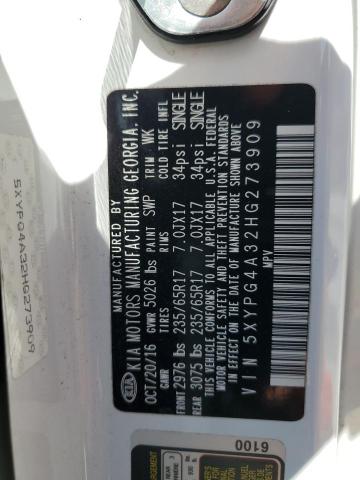 MANUFACTURED BY
KIA MOTORS MANUFACTURING GEORGIA, INC.
KIA
OCT/20/16 GVWR 5026 lbs PAINT SWP TRIM WK
GAWR TIRES RIMS COLD TIRE INFL
FRONT 2976 lbs 235/65R17 7.0JX17 34psi SINGLE
REAR 3075 lbs 235/65R17 7.0JX17 34psi SINGLE
THIS VEHICLE CONFORMS TO ALL APPLICABLE U.S. FEDERAL
MOTOR VEHICLE SAFETY AND THEFT PREVENTION STANDARDS
IN EFFECT ON THE DATE OF MANUFACTURE SHOWN ABOVE.
VIN 5XYPG4A32HG273909
MPV
5XYPG4A32HG273909
6100